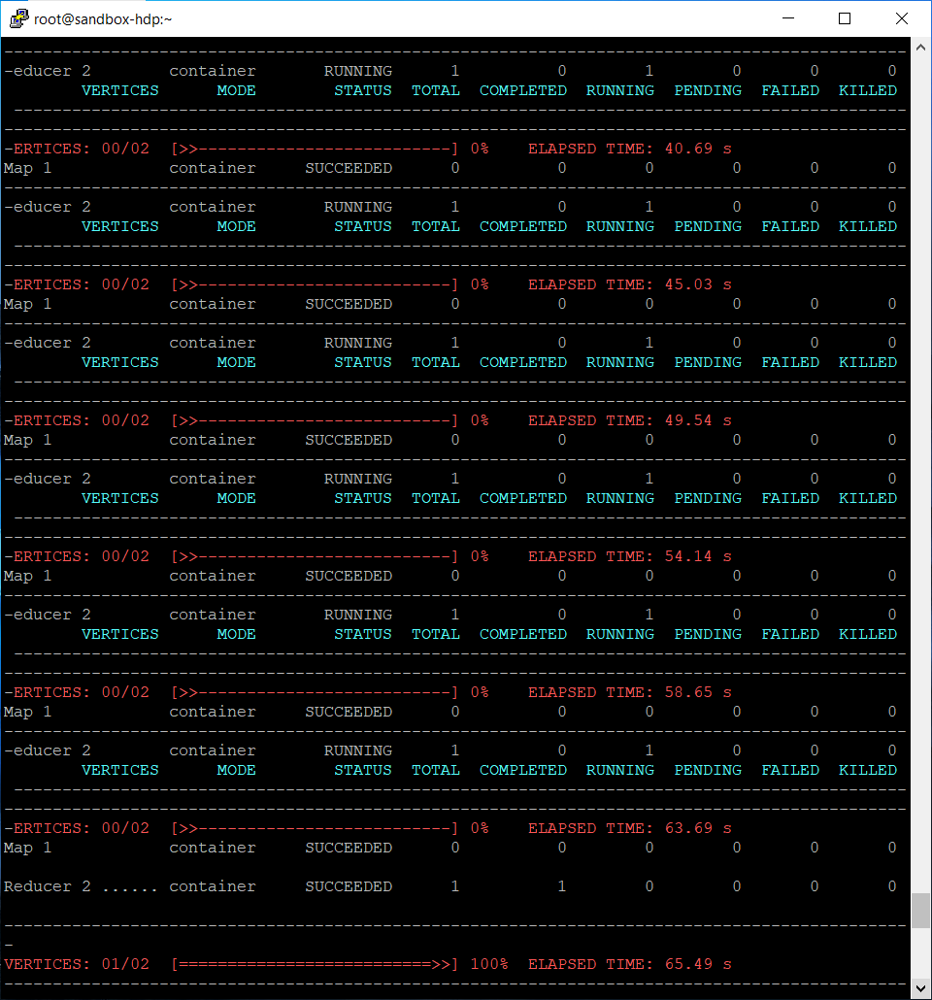 root@sandbox-hdp:~
----------------------------------------------------------------------------------------------
-educer 2        container       RUNNING      1          0        1        0       0       0
        VERTICES      MODE        STATUS  TOTAL  COMPLETED  RUNNING  PENDING  FAILED  KILLED
 ---------------------------------------------------------------------------------------------
----------------------------------------------------------------------------------------------
-ERTICES: 00/02  [>>--------------------------] 0%    ELAPSED TIME: 40.69 s
Map 1            container     SUCCEEDED      0          0        0        0       0       0
----------------------------------------------------------------------------------------------
-educer 2        container       RUNNING      1          0        1        0       0       0
        VERTICES      MODE        STATUS  TOTAL  COMPLETED  RUNNING  PENDING  FAILED  KILLED
 ---------------------------------------------------------------------------------------------
----------------------------------------------------------------------------------------------
-ERTICES: 00/02  [>>--------------------------] 0%    ELAPSED TIME: 45.03 s
Map 1            container     SUCCEEDED      0          0        0        0       0       0
----------------------------------------------------------------------------------------------
-educer 2        container       RUNNING      1          0        1        0       0       0
        VERTICES      MODE        STATUS  TOTAL  COMPLETED  RUNNING  PENDING  FAILED  KILLED
 ---------------------------------------------------------------------------------------------
----------------------------------------------------------------------------------------------
-ERTICES: 00/02  [>>--------------------------] 0%    ELAPSED TIME: 49.54 s
Map 1            container     SUCCEEDED      0          0        0        0       0       0
----------------------------------------------------------------------------------------------
-educer 2        container       RUNNING      1          0        1        0       0       0
        VERTICES      MODE        STATUS  TOTAL  COMPLETED  RUNNING  PENDING  FAILED  KILLED
 ---------------------------------------------------------------------------------------------
----------------------------------------------------------------------------------------------
-ERTICES: 00/02  [>>--------------------------] 0%    ELAPSED TIME: 54.14 s
Map 1            container     SUCCEEDED      0          0        0        0       0       0
----------------------------------------------------------------------------------------------
-educer 2        container       RUNNING      1          0        1        0       0       0
        VERTICES      MODE        STATUS  TOTAL  COMPLETED  RUNNING  PENDING  FAILED  KILLED
 ---------------------------------------------------------------------------------------------
----------------------------------------------------------------------------------------------
-ERTICES: 00/02  [>>--------------------------] 0%    ELAPSED TIME: 58.65 s
Map 1            container     SUCCEEDED      0          0        0        0       0       0
----------------------------------------------------------------------------------------------
-educer 2        container       RUNNING      1          0        1        0       0       0
        VERTICES      MODE        STATUS  TOTAL  COMPLETED  RUNNING  PENDING  FAILED  KILLED
 ---------------------------------------------------------------------------------------------
----------------------------------------------------------------------------------------------
-ERTICES: 00/02  [>>--------------------------] 0%    ELAPSED TIME: 63.69 s
Map 1            container     SUCCEEDED      0          0        0        0       0       0
Reducer 2 ...... container     SUCCEEDED      1          1        0        0       0       0
----------------------------------------------------------------------------------------------
-
VERTICES: 01/02  [==========================>>] 100%  ELAPSED TIME: 65.49 s
----------------------------------------------------------------------------------------------